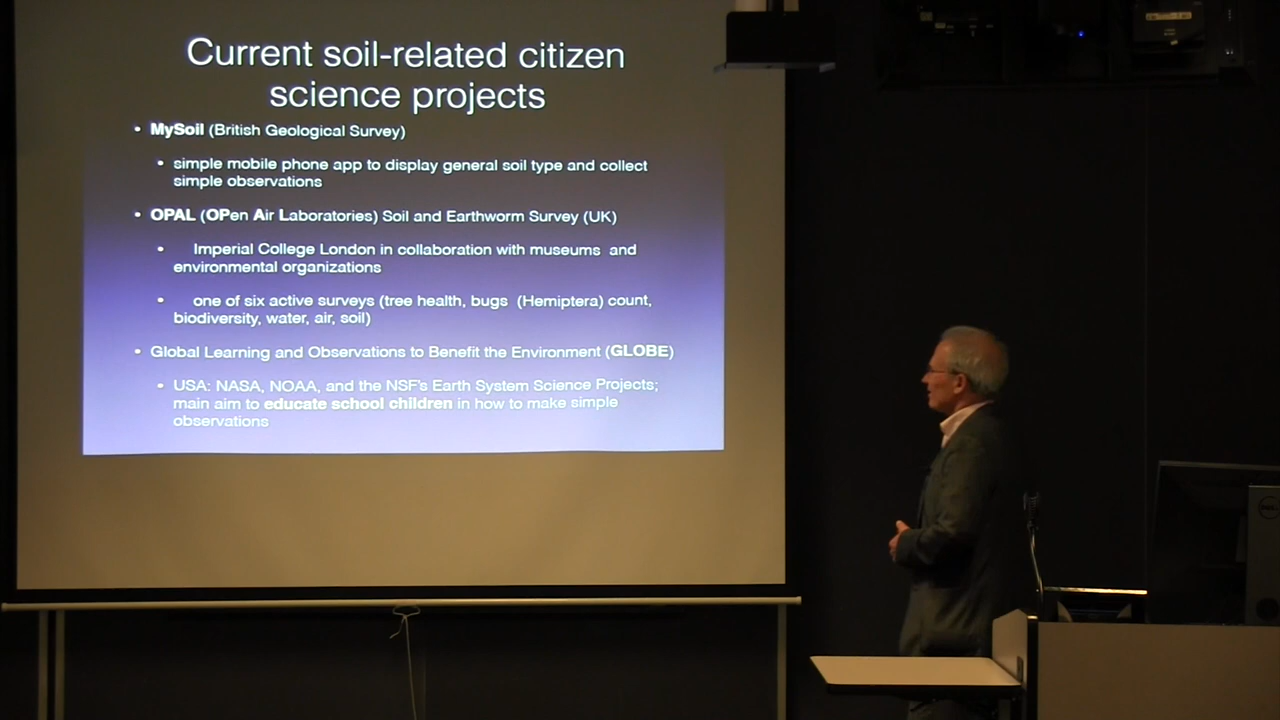 Current soil-related citizen
science projects
• MySoil (British Geological Survey)
• simple mobile phone app to display general soil type and collect
simple observations
• OPAL (OPen Air Laboratories) Soil and Earthworm Survey (UK)
• Imperial College London in collaboration with museums and
environmental organizations
• one of six active surveys (tree health, bugs (Hemiptera) count,
biodiversity, water, air, soil)
• Global Learning and Observations to Benefit the Environment (GLOBE)
• USA: NASA, NOAA, and the NSF's Earth System Science Projects;
main aim to educate school children in how to make simple
observations
DELL